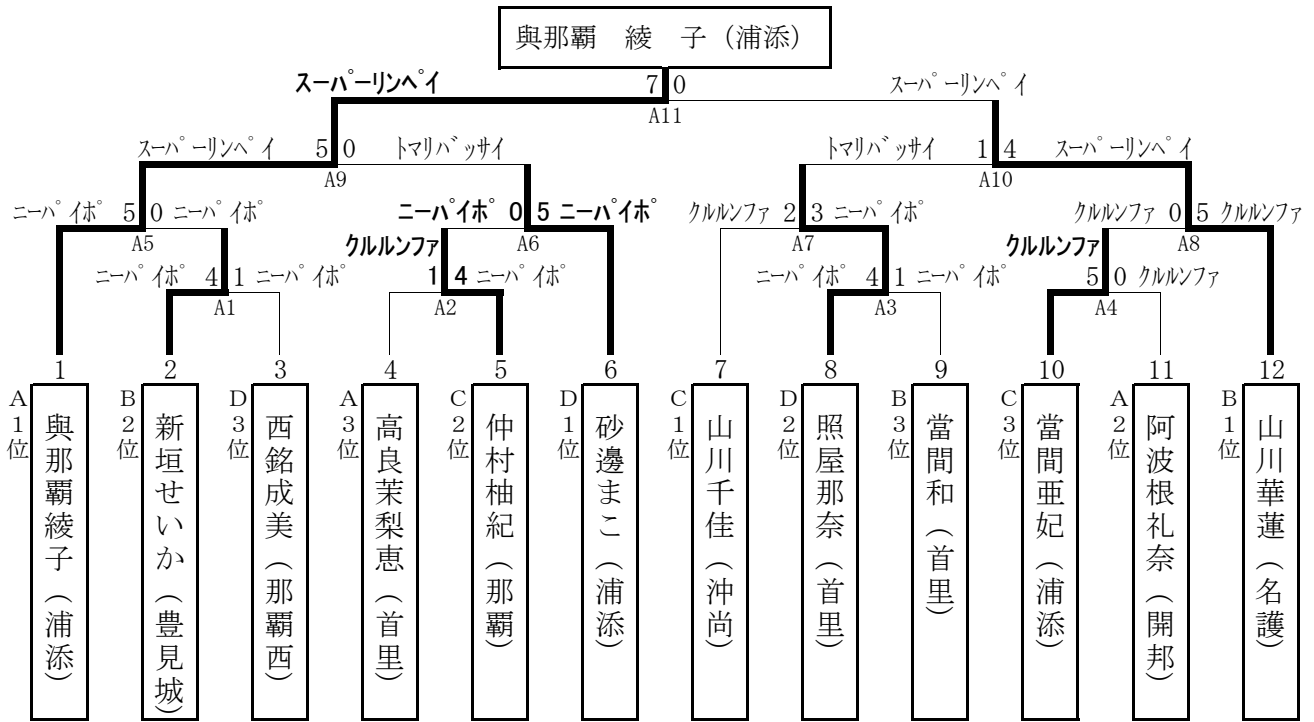 與那覇 綾 子（浦添）
スーパーリンペイ 7 0 スーパーリンペイ
A11
スーパーリンペイ 5 0 トマリバッサイ トマリバッサイ 1 4 スーパーリンペイ
A9 A10
ニーパイポ 5 0 ニーパイポ ニーパイポ 0 5 ニーパイポ クルルンファ 2 3 ニーパイポ クルルンファ 0 5 クルルンファ
A5 A6 A7 A8
クルルンファ クルルンファ
ニーパイポ 4 1 ニーパイポ 1 4 ニーパイポ ニーパイポ 4 1 ニーパイポ 5 0 クルルンファ
A1 A2 A3 A4
1 2 3 4 5 6 7 8 9 10 11 12
A1位
與那覇綾子（浦添）
B2位
新垣せいか（豊見城）
D3位
西銘成美（那覇西）
A3位
高良茉梨恵（首里）
C2位
仲村柚紀（那覇）
D1位
砂邊まこ（浦添）
C1位
山川千佳（沖尚）
D2位
照屋那奈（首里）
B3位
當間和（首里）
C3位
當間亜妃（浦添）
A2位
阿波根礼奈（開邦）
B1位
山川華蓮（名護）